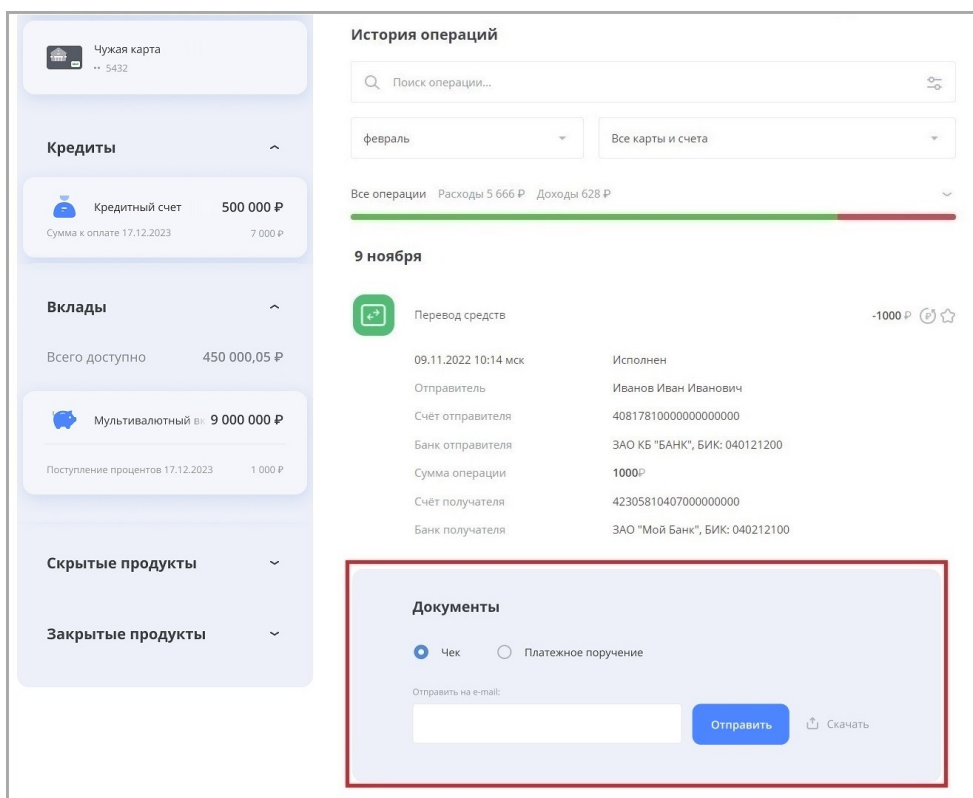 Чужая карта
•• 5432
Кредиты
Кредитный счет 500 000 ₽
Сумма к оплате 17.12.2023 7 000 ₽
Вклады
Всего доступно 450 000,05 ₽
Мультивалютный вк 9 000 000 ₽
Поступление процентов 17.12.2023 1 000 ₽
Скрытые продукты
Закрытые продукты
История операций
Поиск операции...
февраль Все карты и счета
Все операции Расходы 5 666 ₽ Доходы 628 ₽
9 ноября
Перевод средств -1000 ₽
09.11.2022 10:14 мск Исполнен
Отправитель Иванов Иван Иванович
Счёт отправителя 40817810000000000000
Банк отправителя ЗАО КБ "БАНК", БИК: 040121200
Сумма операции 1000₽
Счёт получателя 42305810407000000000
Банк получателя ЗАО "Мой Банк", БИК: 040212100
Документы
Чек Платежное поручение
Отправить на e-mail:
Отправить Скачать